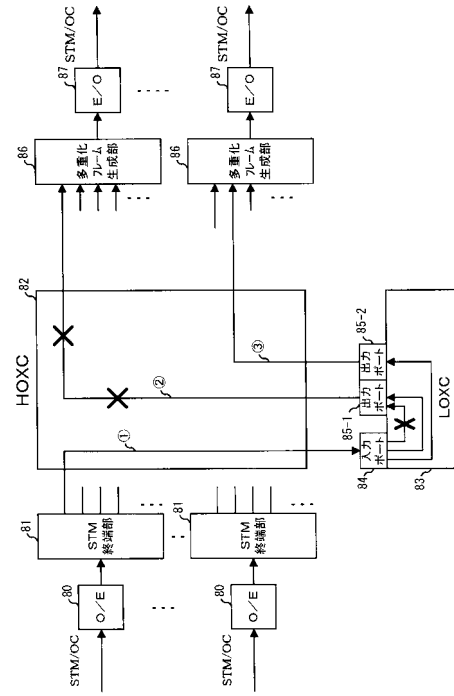 STM/OC
80
O/E
81
STM
終端部
STM/OC
80
O/E
81
STM
終端部
HOXC
82
①
②
③
84
入力
ポート
85-1
出力
ポート
85-2
出力
ポート
83
LOXC
86
多重化
フレーム
生成部
87
E/O
STM/OC
86
多重化
フレーム
生成部
87
E/O
STM/OC